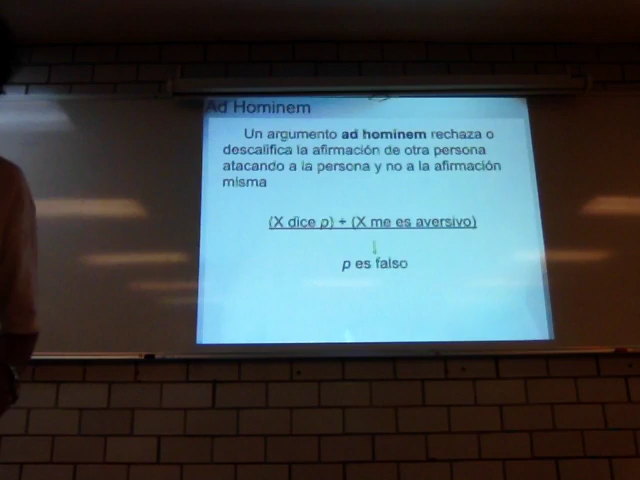 Ad Hominem
Un argumento ad hominem rechaza o
descalifica la afirmación de otra persona
atacando a la persona y no a la afirmación
misma
(X dice p) + (X me es aversivo)
↓
p es falso